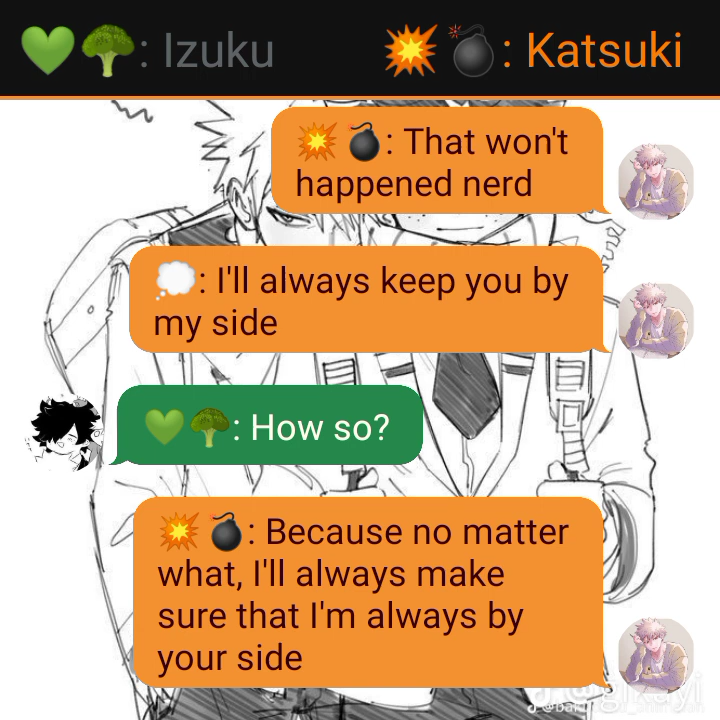 💚🥦: Izuku 💥💣: Katsuki
💥💣: That won't
happened nerd
💭: I'll always keep you by
my side
💚🥦: How so?
💥💣: Because no matter
what, I'll always make
sure that I'm always by
your side